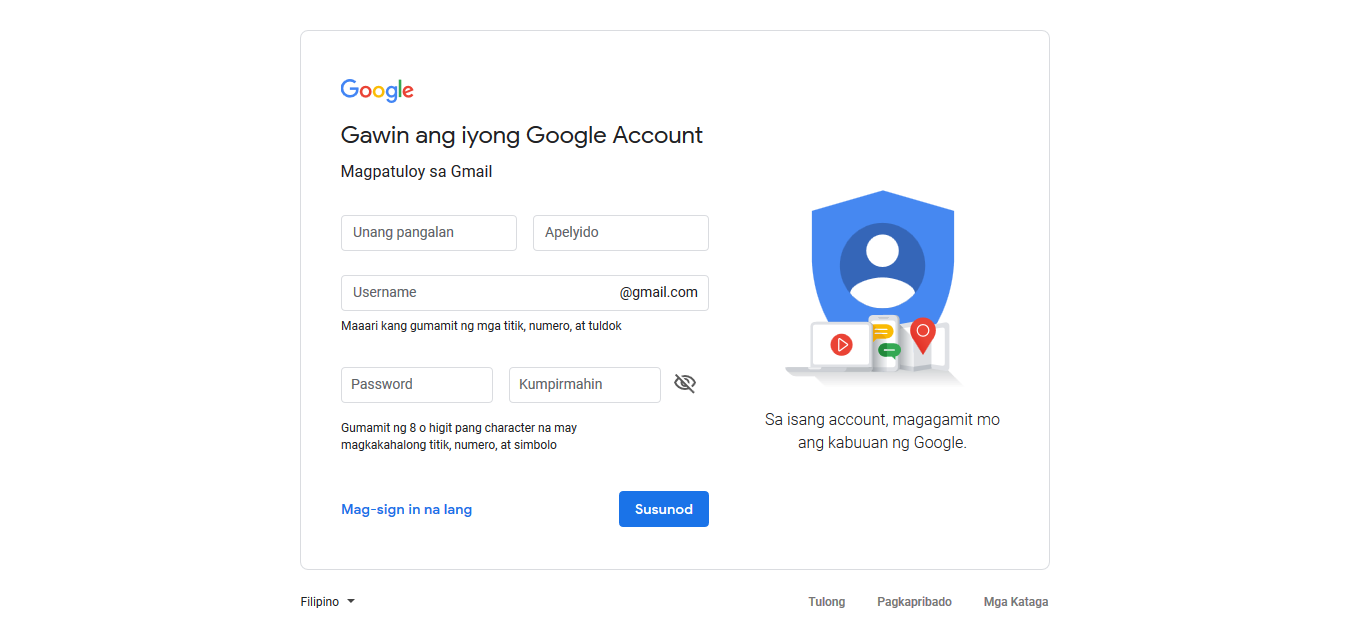 Google
Gawin ang iyong Google Account
Magpatuloy sa Gmail
Unang pangalan
Apelyido
Username
@gmail.com
Maaari kang gumamit ng mga titik, numero, at tuldok
Password
Kumpirmahin
Gumamit ng 8 o higit pang character na may
magkakahalong titik, numero, at simbolo
Mag-sign in na lang
Susunod
Sa isang account, magagamit mo
ang kabuuan ng Google.
Filipino
Tulong
Pagkapribado
Mga Kataga